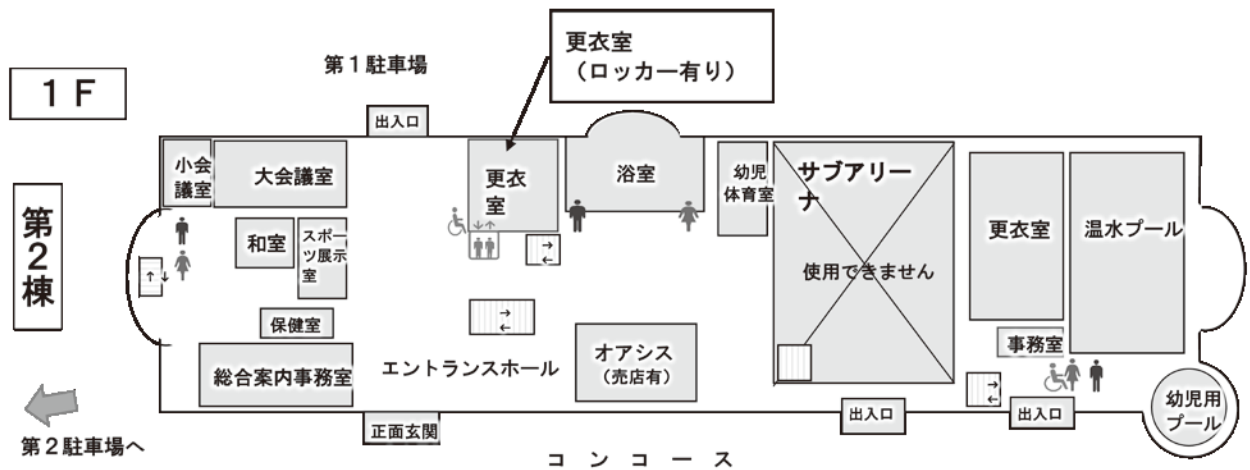 1F
第2棟
第1駐車場
更衣室
（ロッカー有り）
出入口
小会
議室
大会議室
更衣
室
浴室
幼児
体育室
サブアリー
ナ
使用できません
更衣室
温水プール
和室
スポー
ツ展示
室
保健室
総合案内事務室
エントランスホール
オアシス
（売店有）
事務室
幼児用
プール
正面玄関
出入口
出入口
第2駐車場へ
コンコース